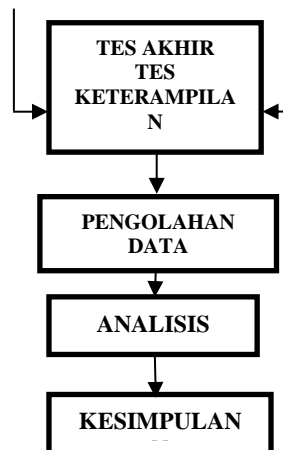 TES AKHIR
TES
KETERAMPILA
N
PENGOLAHAN
DATA
ANALISIS
KESIMPULAN